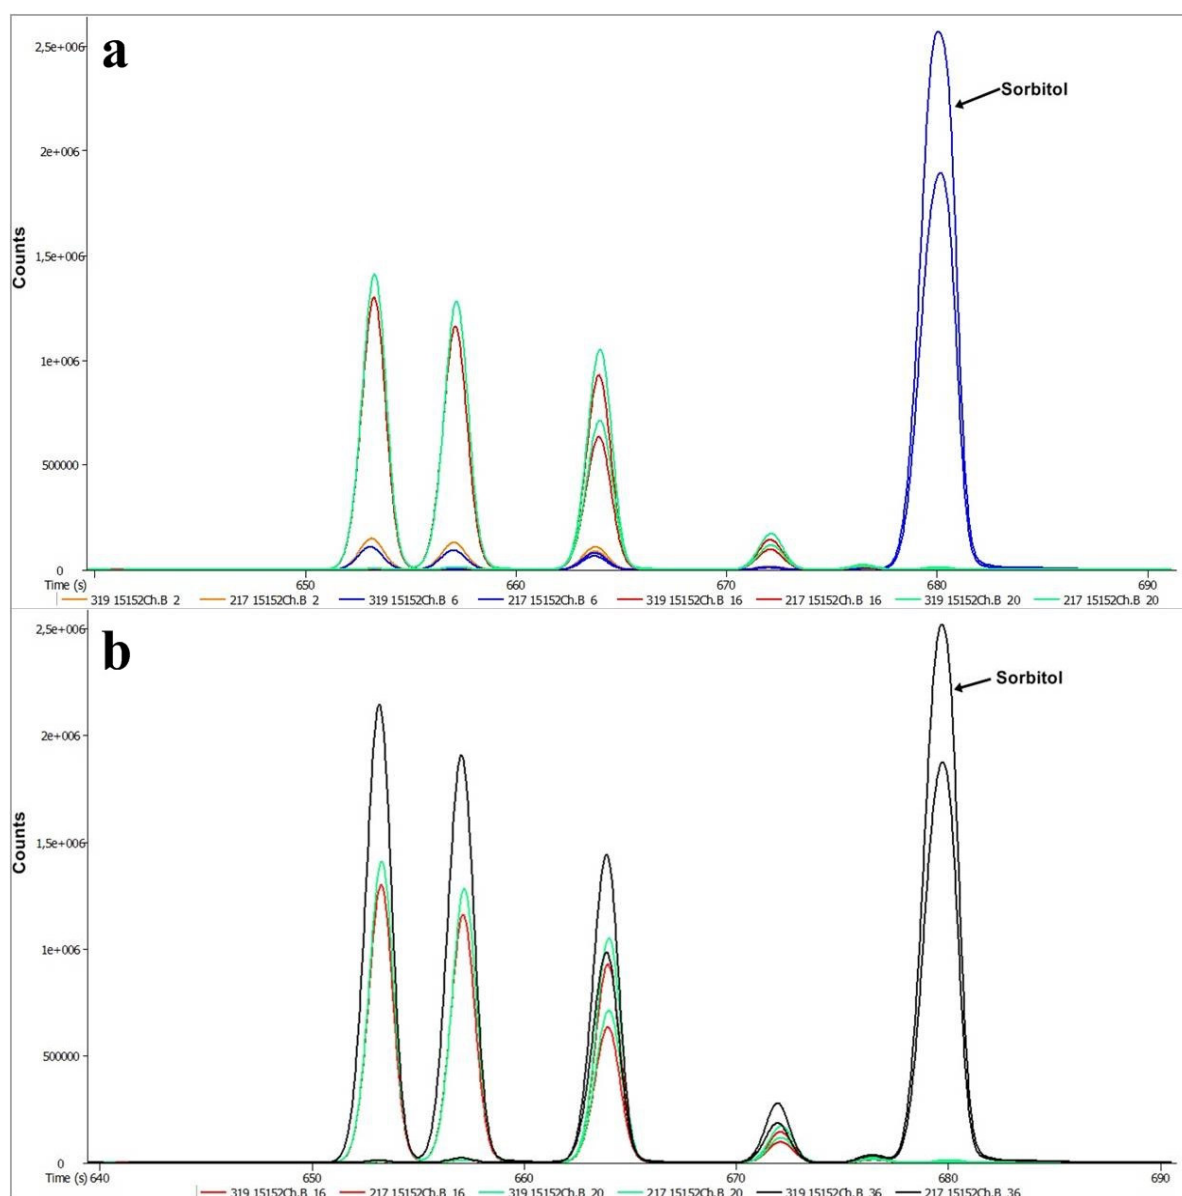 a
2,5e+006
Sorbitol
2e+006
1,5e+006
Counts
1e+006
500000
0
Time (s) 650 660 670 680 690
319 15152Ch.B 2 217 15152Ch.B 2 319 15152Ch.B 6 217 15152Ch.B 6 319 15152Ch.B 16 217 15152Ch.B 16 319 15152Ch.B 20 217 15152Ch.B 20
b
2,5e+006
Sorbitol
2e+006
1,5e+006
Counts
1e+006
500000
0
Time (s) 640 650 660 670 680 690
319 15152Ch.B 16 217 15152Ch.B 16 319 15152Ch.B 20 217 15152Ch.B 20 319 15152Ch.B 36 217 15152Ch.B 36